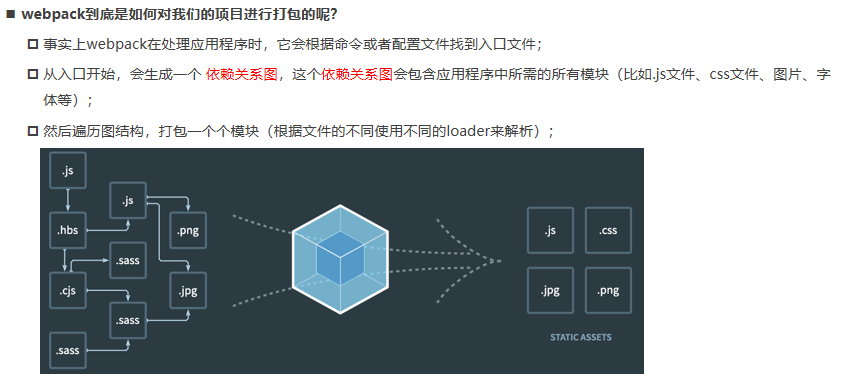 webpack到底是如何对我们的项目进行打包的呢？
事实上webpack在处理应用程序时，它会根据命令或者配置文件找到入口文件；
从入口开始，会生成一个 依赖关系图，这个依赖关系图会包含应用程序中所需的所有模块（比如.js文件、css文件、图片、字
体等）；
然后遍历图结构，打包一个个模块（根据文件的不同使用不同的loader来解析）；
.js
.js
.hbs
.png
.sass
.cjs
.jpg
.sass
.sass
.js
.css
.jpg
.png
STATIC ASSETS